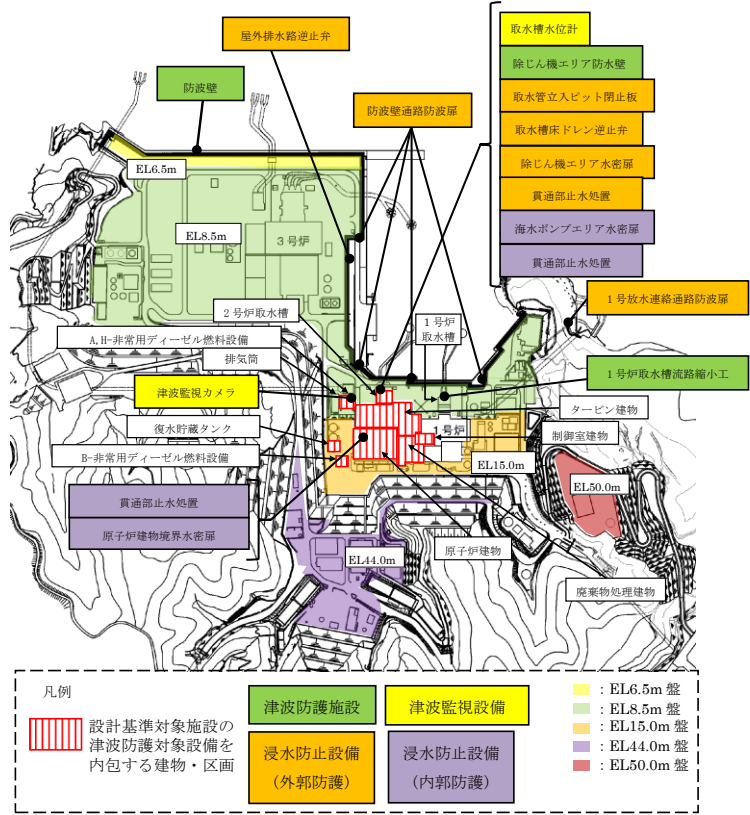 屋外排水路逆止弁
取水槽水位計
除じん機エリア防水壁
防波壁
取水管立入ピット閉止板
防波壁通路防波扉
取水槽床ドレン逆止弁
除じん機エリア水密扉
EL6.5m
貫通部止水処置
海水ポンプエリア水密扉
EL8.5m
3号炉
貫通部止水処置
1号放水連絡通路防波扉
2号炉取水槽
1号炉
取水槽
A,H-非常用ディーゼル燃料設備
排気筒
1号炉取水槽流路縮小工
津波監視カメラ
タービン建物
復水貯蔵タンク
1号炉
制御室建物
B-非常用ディーゼル燃料設備
EL15.0m
EL50.0m
貫通部止水処置
原子炉建物境界水密扉
原子炉建物
EL44.0m
廃棄物処理建物
凡例
設計基準対象施設の
津波防護対象設備を
内包する建物・区画
津波防護施設
津波監視設備
浸水防止設備
(外郭防護)
浸水防止設備
(内郭防護)
：EL6.5m 盤
：EL8.5m 盤
：EL15.0m 盤
：EL44.0m 盤
：EL50.0m 盤